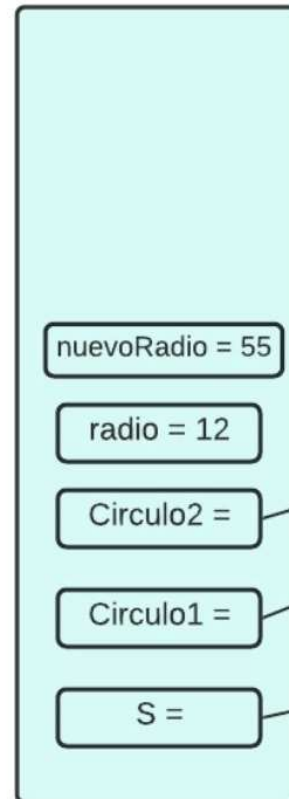 nuevoRadio = 55
radio = 12
Circulo2 =
Circulo1 =
S =